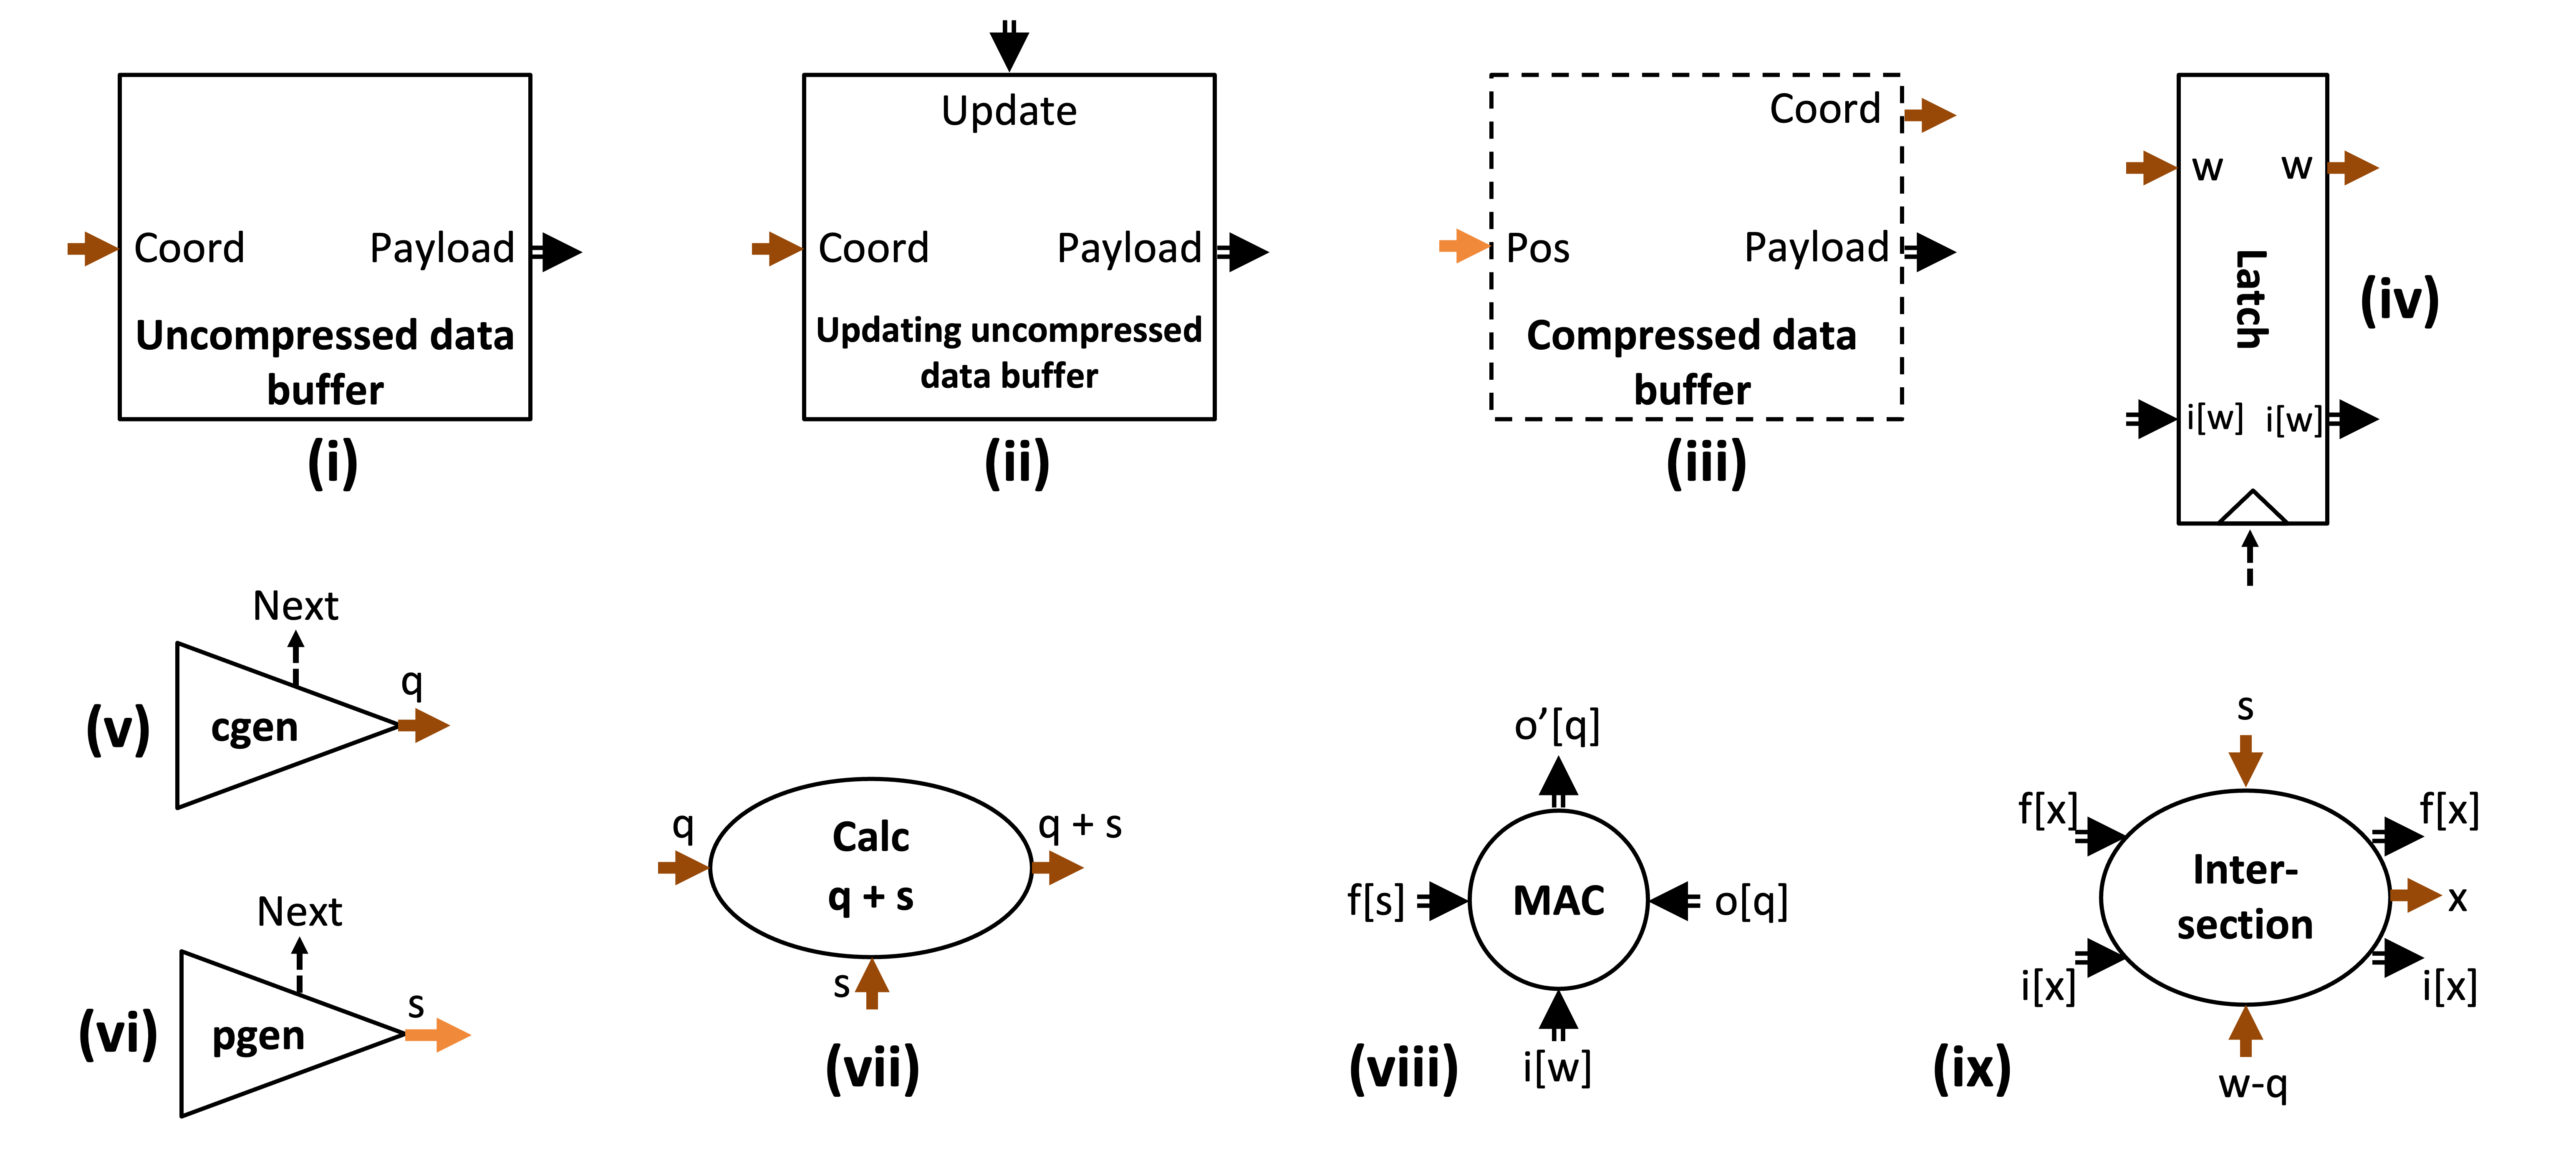 Update
Coord
Payload
Uncompressed data
buffer
(i)
Coord
Payload
Updating uncompressed
data buffer
(ii)
Coord
Pos
Payload
Compressed data
buffer
(iii)
w
w
Latch
i[w]
i[w]
(iv)
Next
q
cgen
(v)
Next
s
pgen
(vi)
q
Calc
q + s
q + s
s
(vii)
o’[q]
f[s]
MAC
o[q]
i[w]
(viii)
s
f[x]
f[x]
Inter-
section
x
i[x]
i[x]
w-q
(ix)